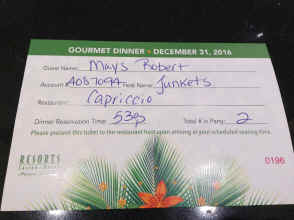 GOURMET DINNER • DECEMBER 31, 2016
Guest Name: Mays Robert
Account # Host Name: Junkets
Restaurant: Capriccio
Dinner Reservation Time: 530 Total # in Party: 2
Please present this ticket to the restaurant host upon arriving at your scheduled seating time.
RESORTS
CASINO • HOTEL
0196